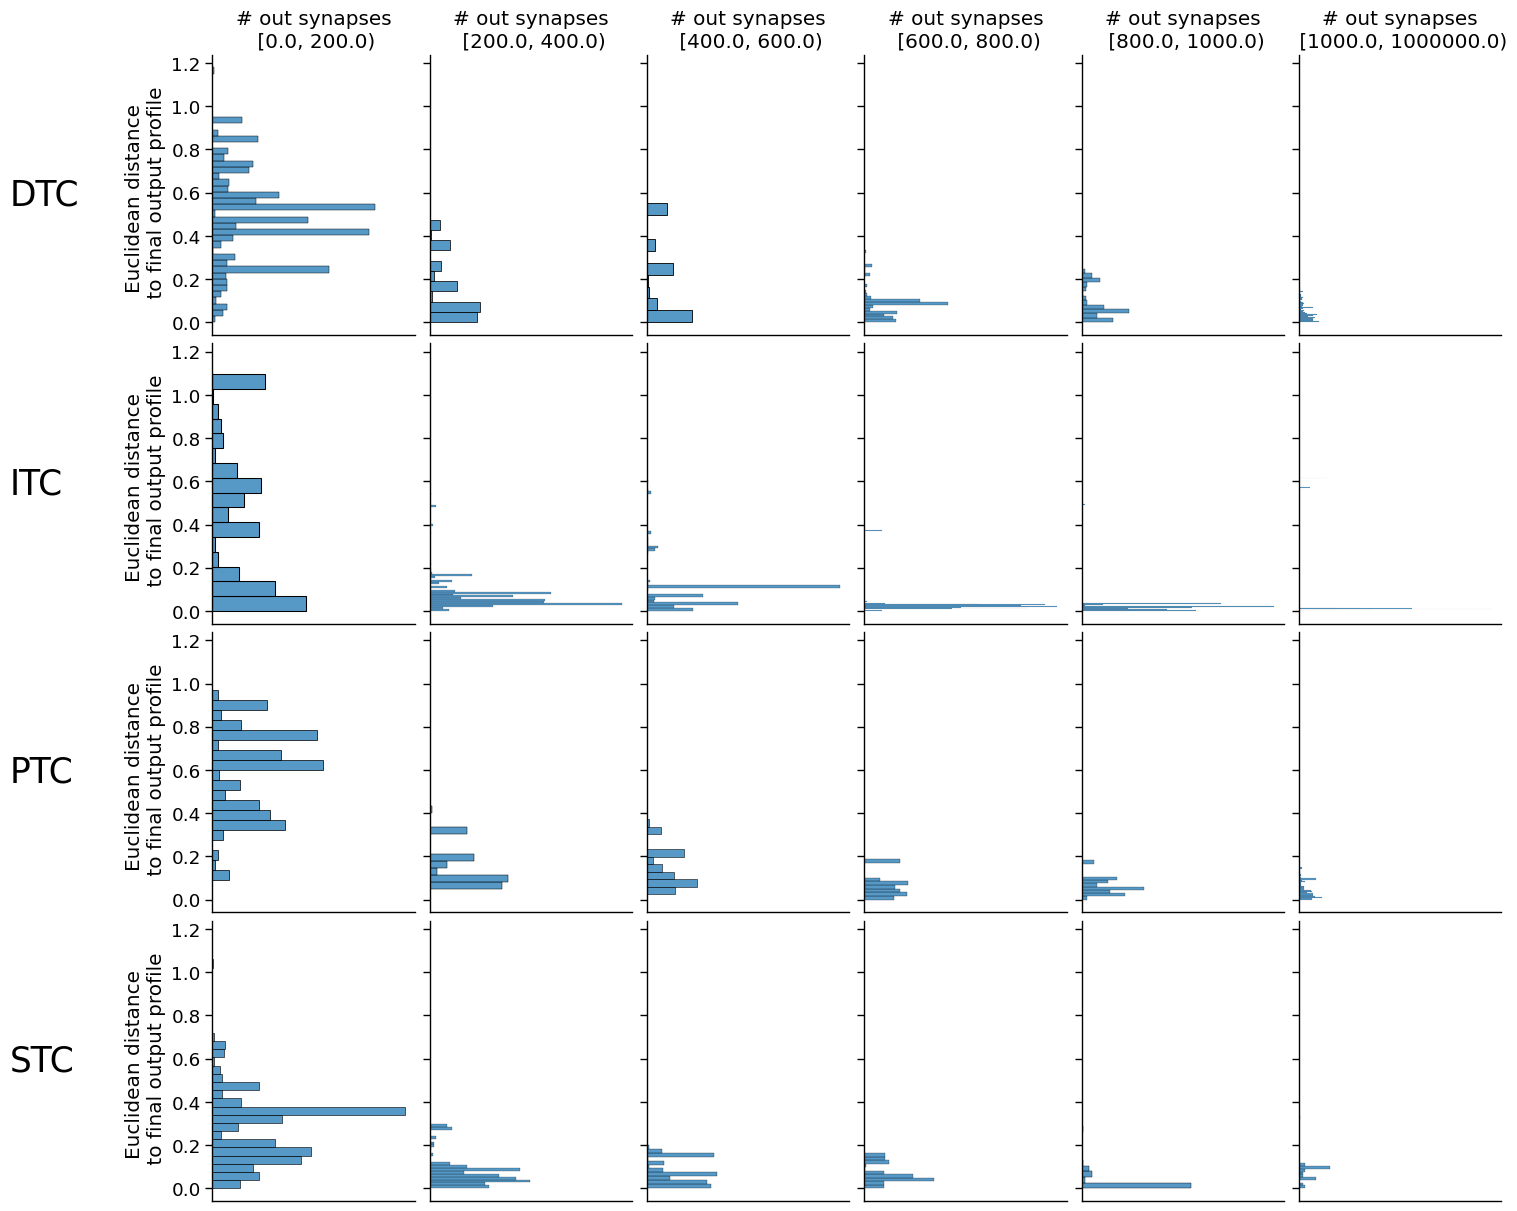 # out synapses
[0.0, 200.0)
# out synapses
[200.0, 400.0)
# out synapses
[400.0, 600.0)
# out synapses
[600.0, 800.0)
# out synapses
[800.0, 1000.0)
# out synapses
[1000.0, 1000000.0)
DTC
Euclidean distance
to final output profile
1.2
1.0
0.8
0.6
0.4
0.2
0.0
ITC
Euclidean distance
to final output profile
1.2
1.0
0.8
0.6
0.4
0.2
0.0
PTC
Euclidean distance
to final output profile
1.2
1.0
0.8
0.6
0.4
0.2
0.0
STC
Euclidean distance
to final output profile
1.2
1.0
0.8
0.6
0.4
0.2
0.0